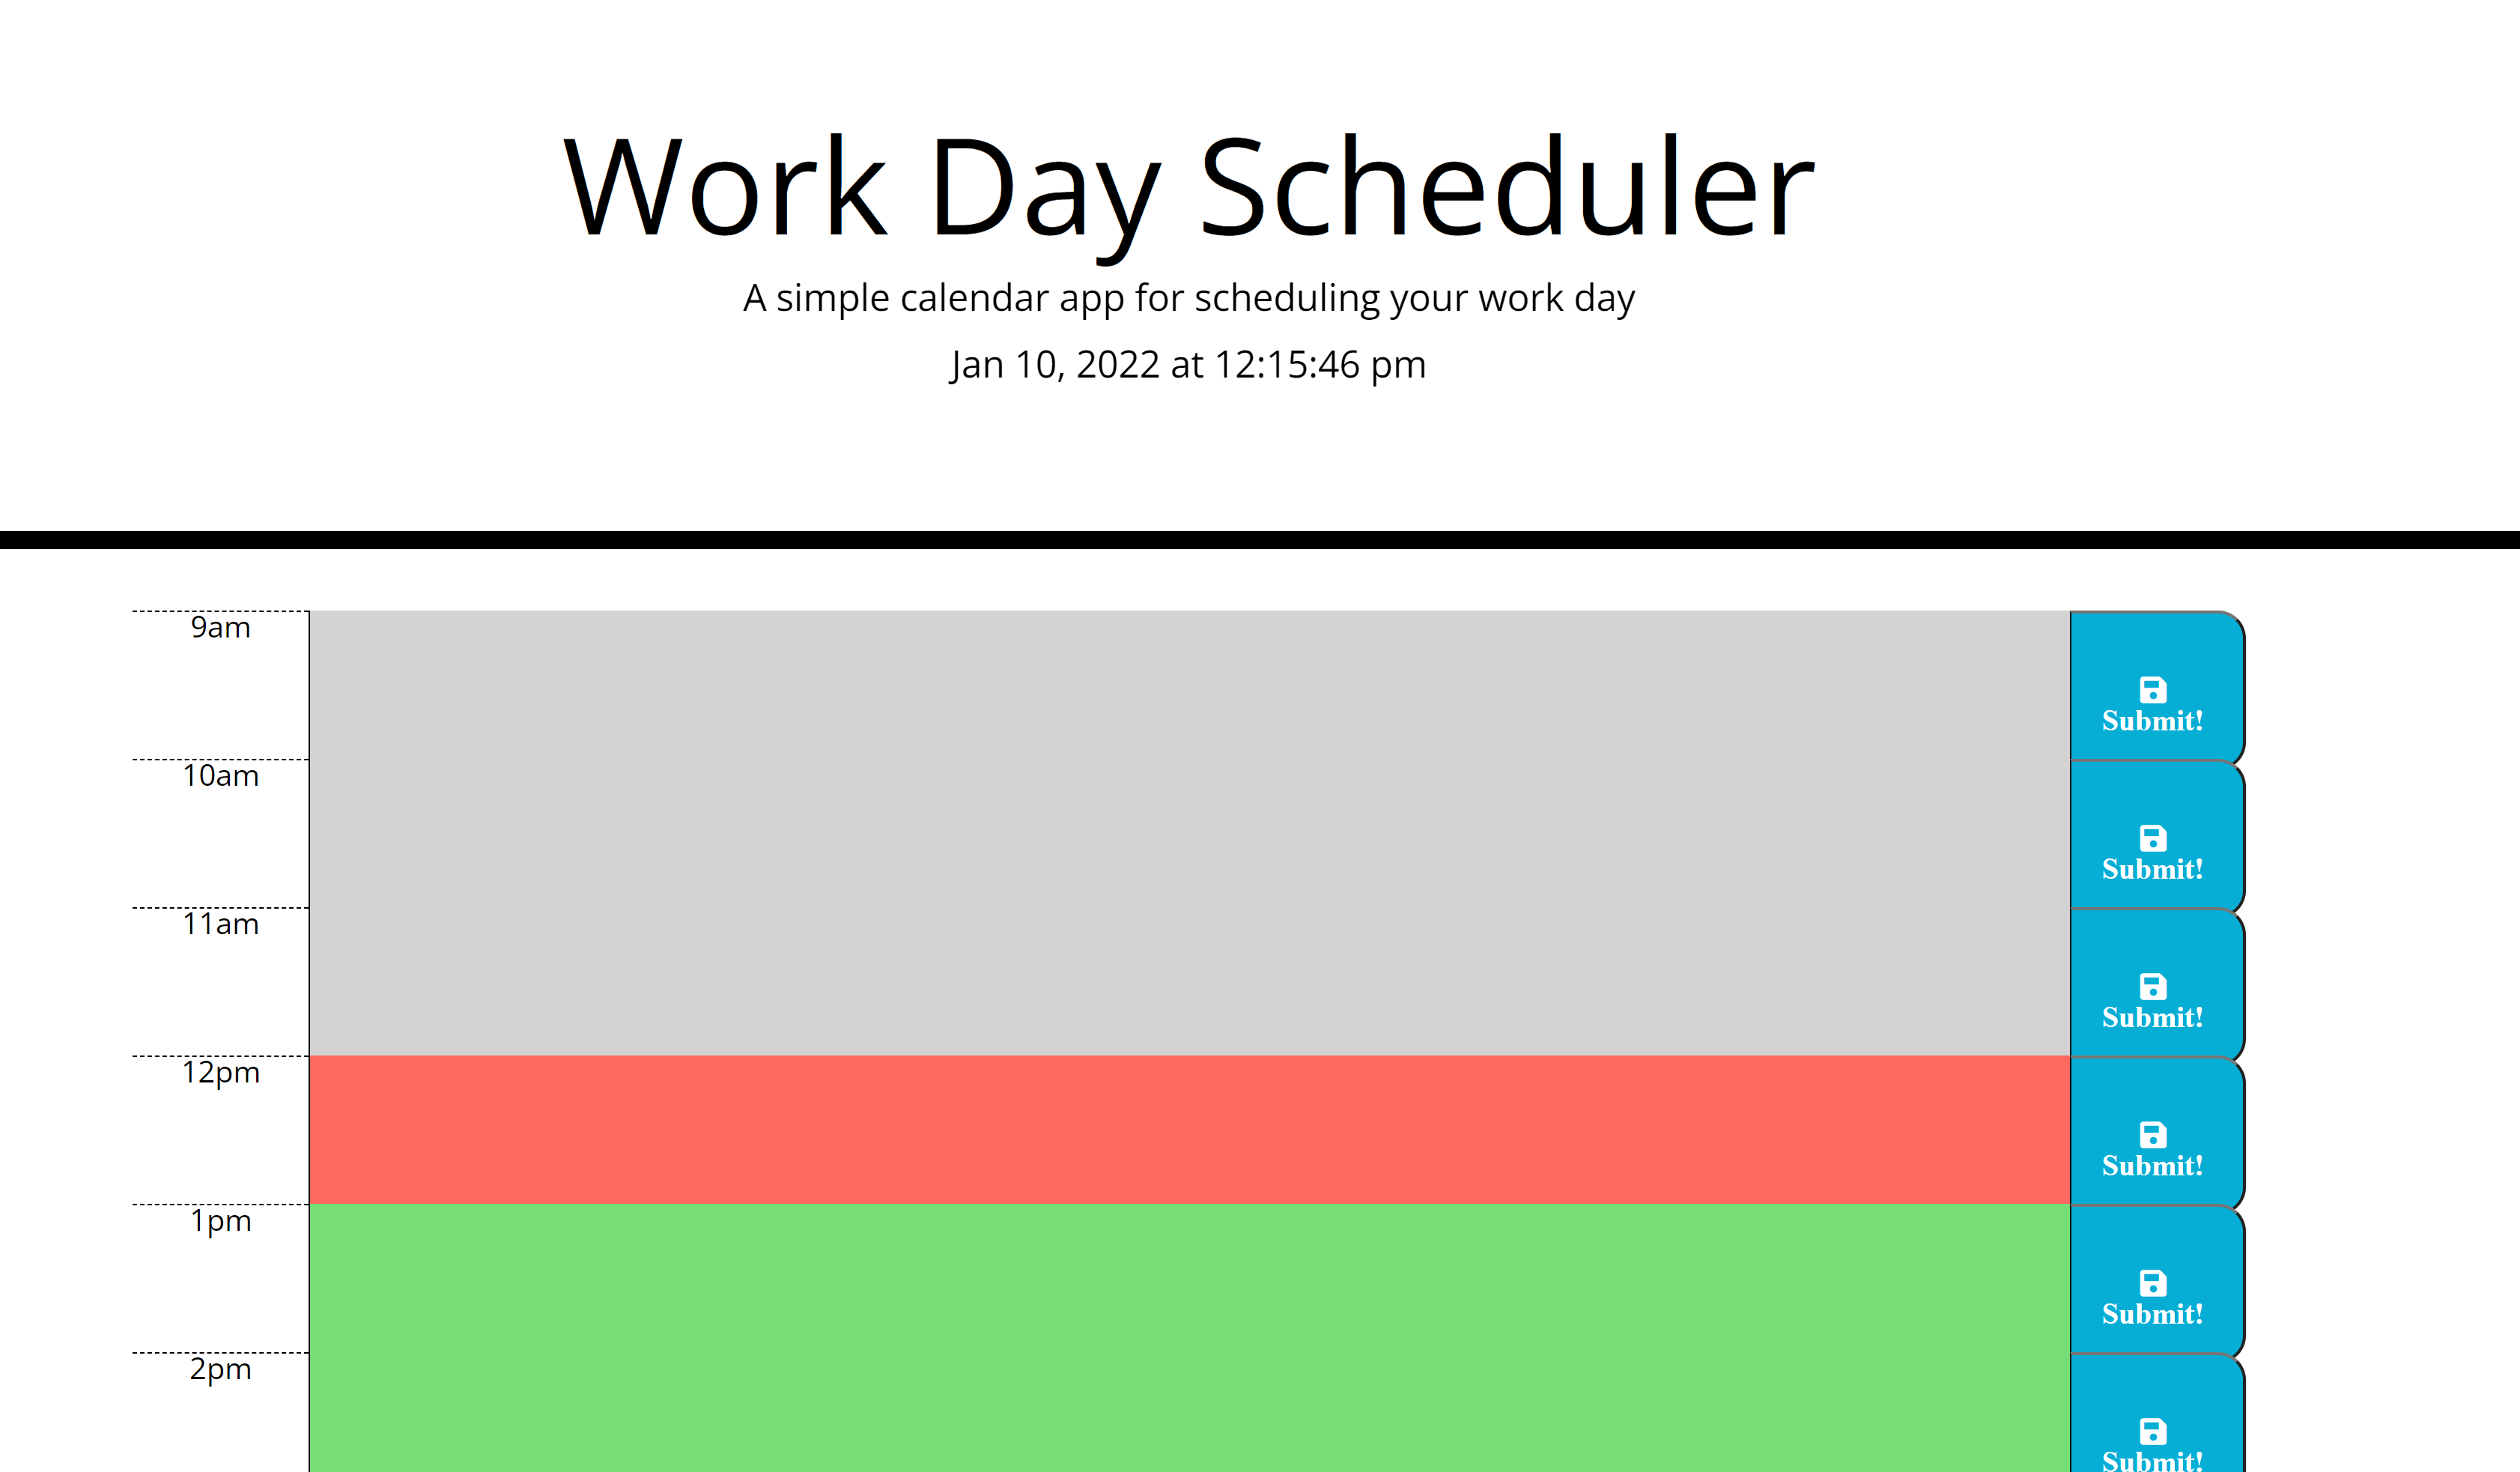 Work Day Scheduler
A simple calendar app for scheduling your work day
Jan 10, 2022 at 12:15:46 pm
9am
Submit!
10am
Submit!
11am
Submit!
12pm
Submit!
1pm
Submit!
2pm
Submit!